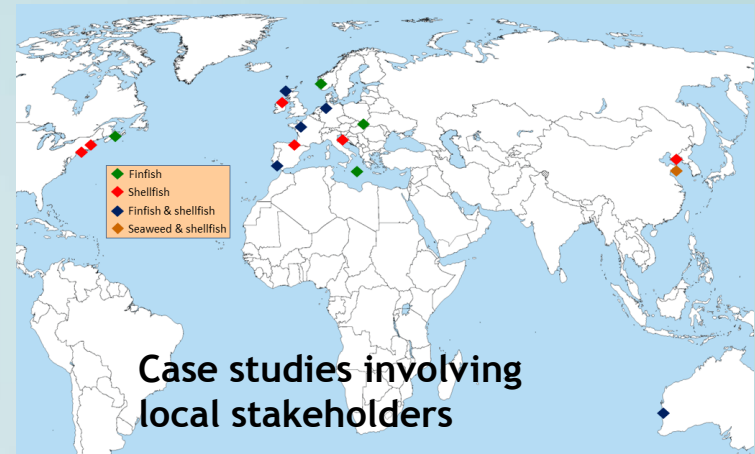 Finfish
Shellfish
Finfish & shellfish
Seaweed & shellfish
Case studies involving
local stakeholders